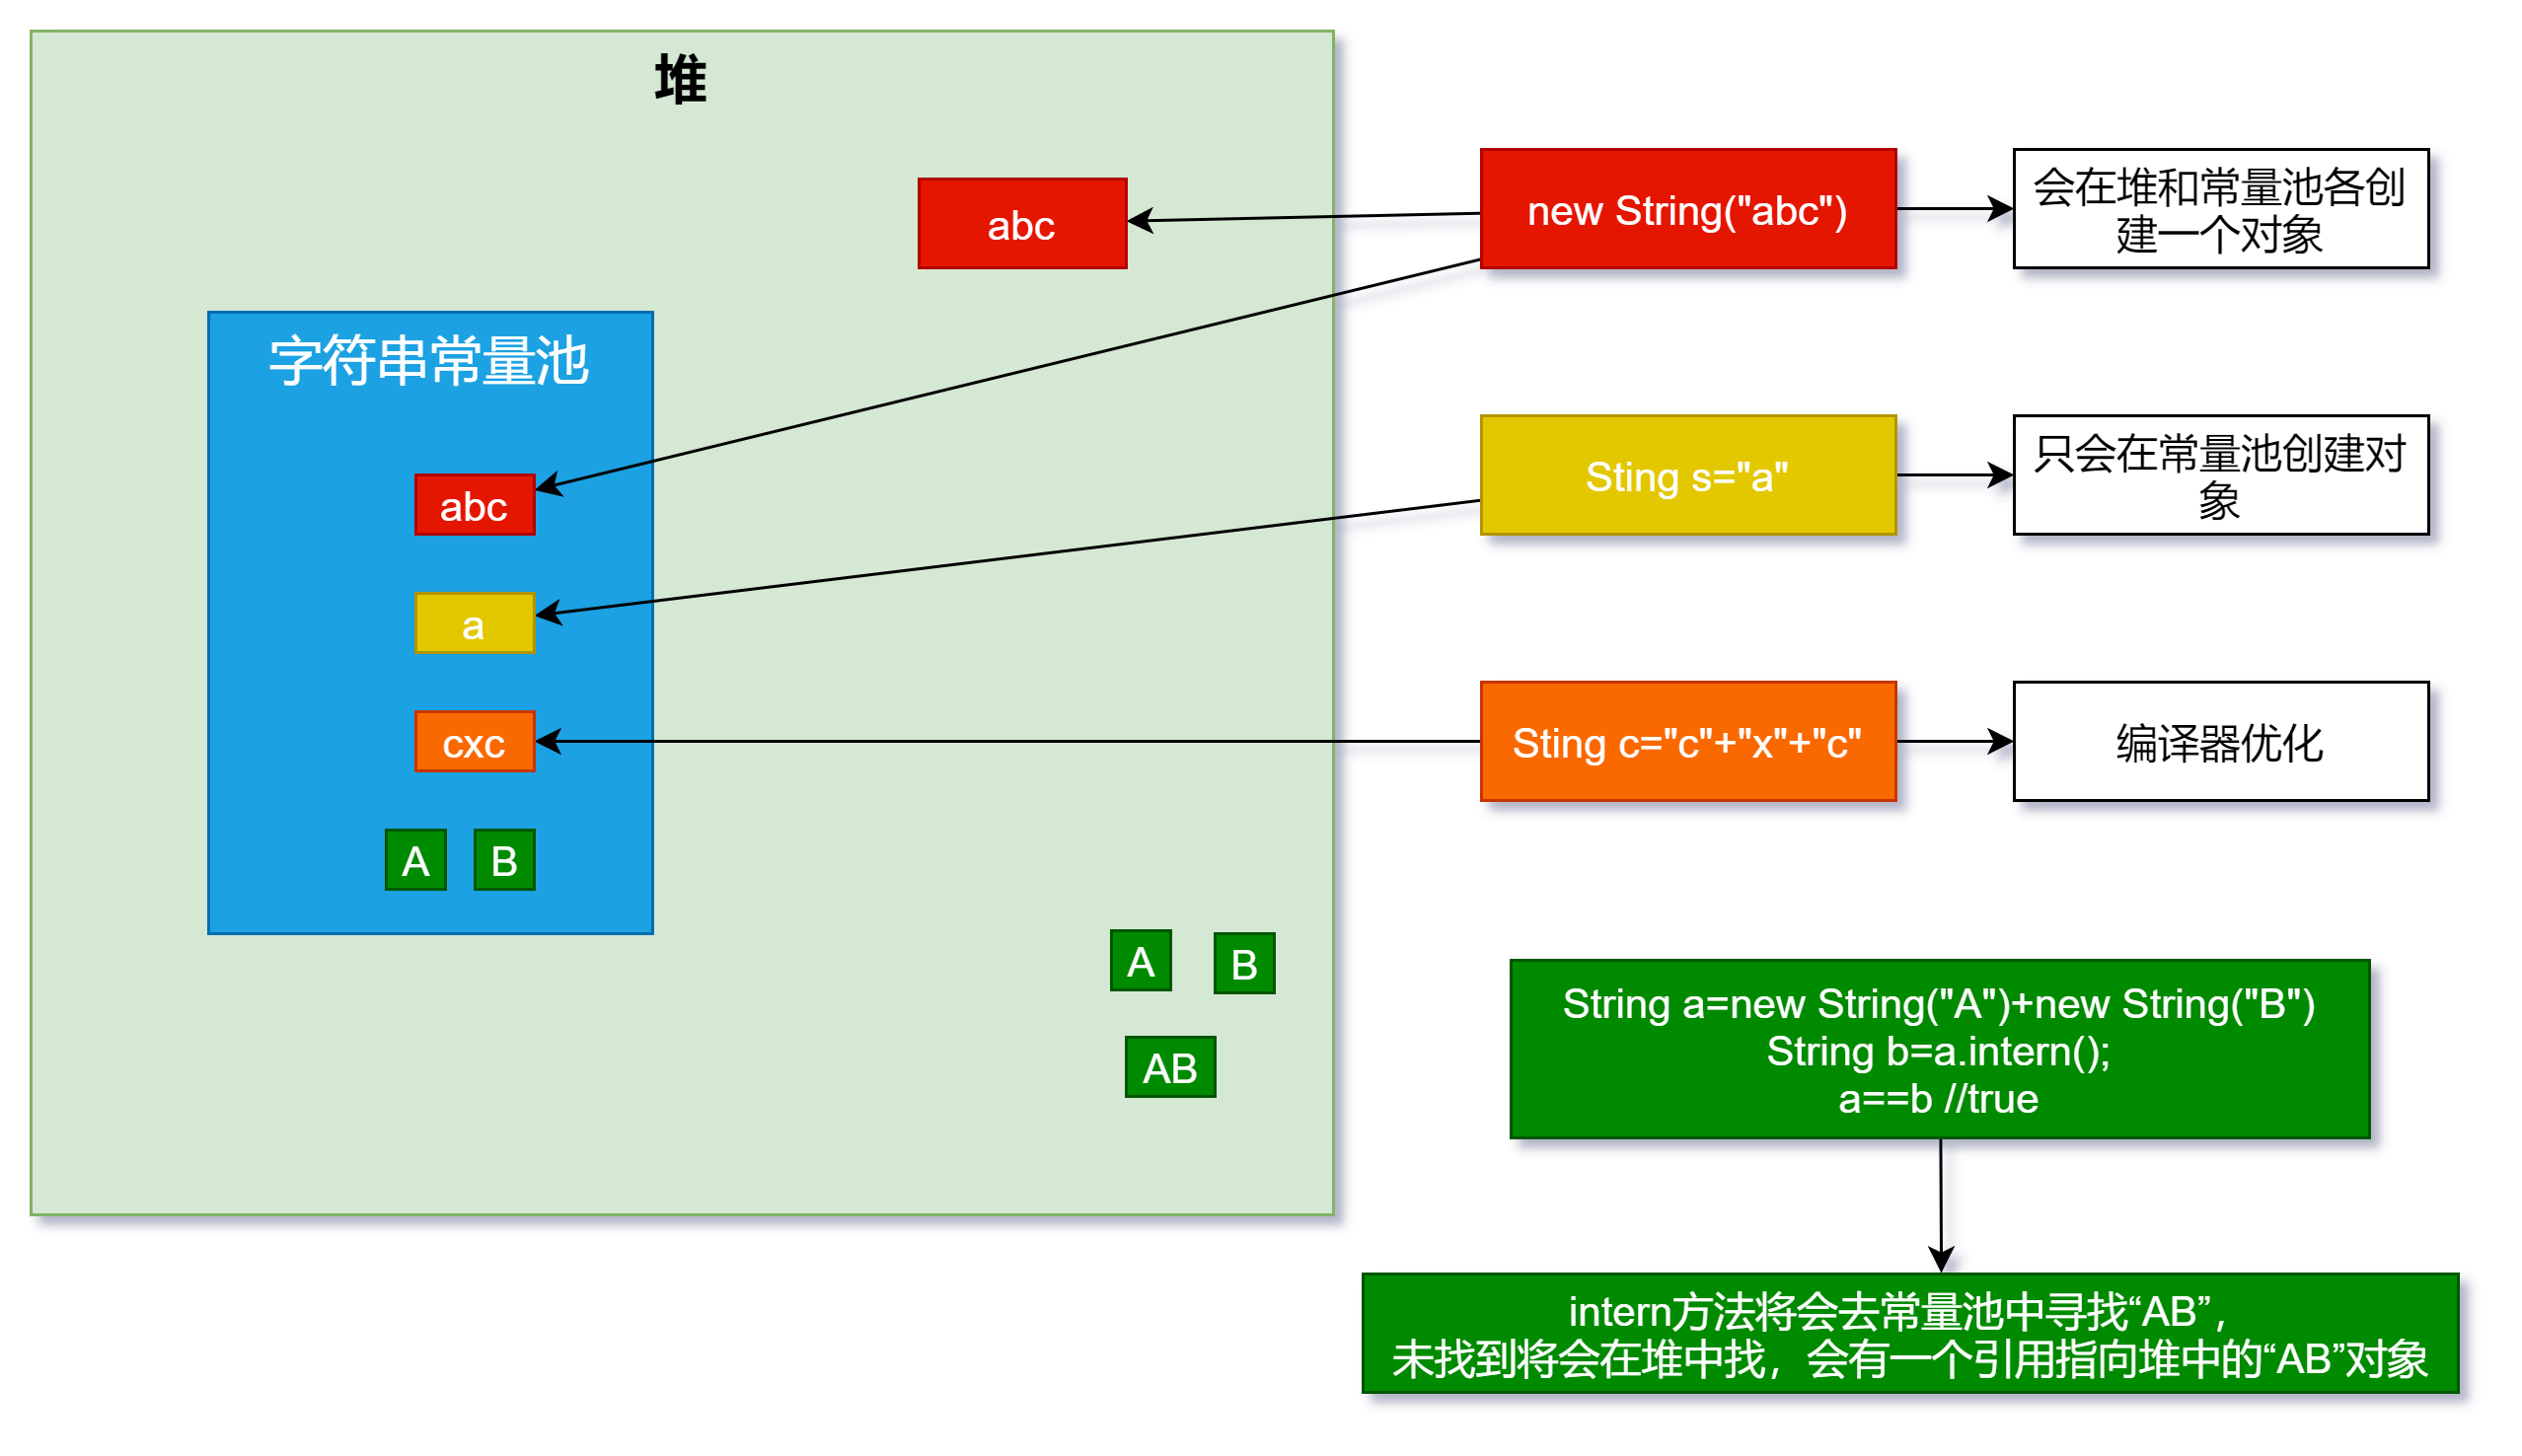 堆
abc
new String("abc")
会在堆和常量池各创
建一个对象
字符串常量池
abc
Sting s="a"
只会在常量池创建对
象
a
cxc
Sting c="c"+"x"+"c"
编译器优化
A
B
A
B
AB
String a=new String("A")+new String("B")
String b=a.intern();
a==b //true
intern方法将会去常量池中寻找“AB”，
未找到将会在堆中找，会有一个引用指向堆中的“AB”对象